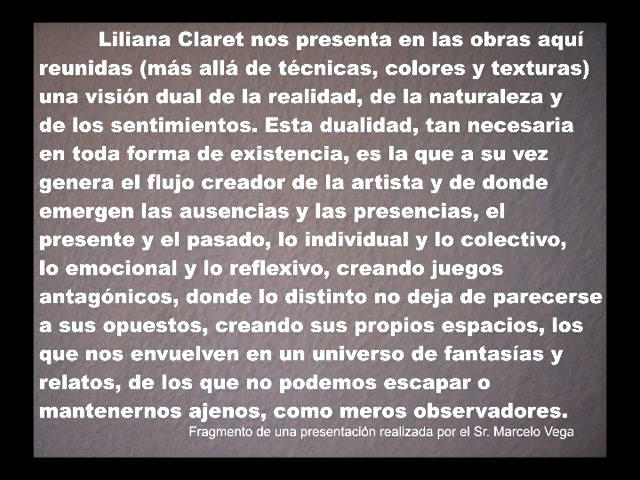 Liliana Claret nos presenta en las obras aquí
reunidas (más allá de técnicas, colores y texturas)
una visión dual de la realidad, de la naturaleza y
de los sentimientos. Esta dualidad, tan necesaria
en toda forma de existencia, es la que a su vez
genera el flujo creador de la artista y de donde
emergen las ausencias y las presencias, el
presente y el pasado, lo individual y lo colectivo,
lo emocional y lo reflexivo, creando juegos
antagónicos, donde lo distinto no deja de parecerse
a sus opuestos, creando sus propios espacios, los
que nos envuelven en un universo de fantasías y
relatos, de los que no podemos escapar o
mantenernos ajenos, como meros observadores.
Fragmento de una presentación realizada por el Sr. Marcelo Vega